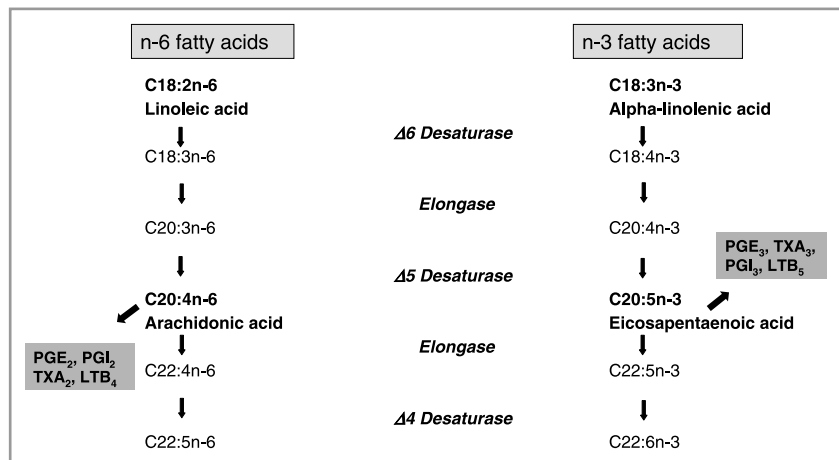 n-6 fatty acids
n-3 fatty acids
C18:2n-6
Linoleic acid
C18:3n-3
Alpha-linolenic acid
Δ6 Desaturase
C18:3n-6
C18:4n-3
Elongase
C20:3n-6
C20:4n-3
PGE₃, TXA₃,
PGI₃, LTB₅
Δ5 Desaturase
C20:4n-6
Arachidonic acid
C20:5n-3
Eicosapentaenoic acid
PGE₂, PGI₂
TXA₂, LTB₄
Elongase
C22:4n-6
C22:5n-3
Δ4 Desaturase
C22:5n-6
C22:6n-3